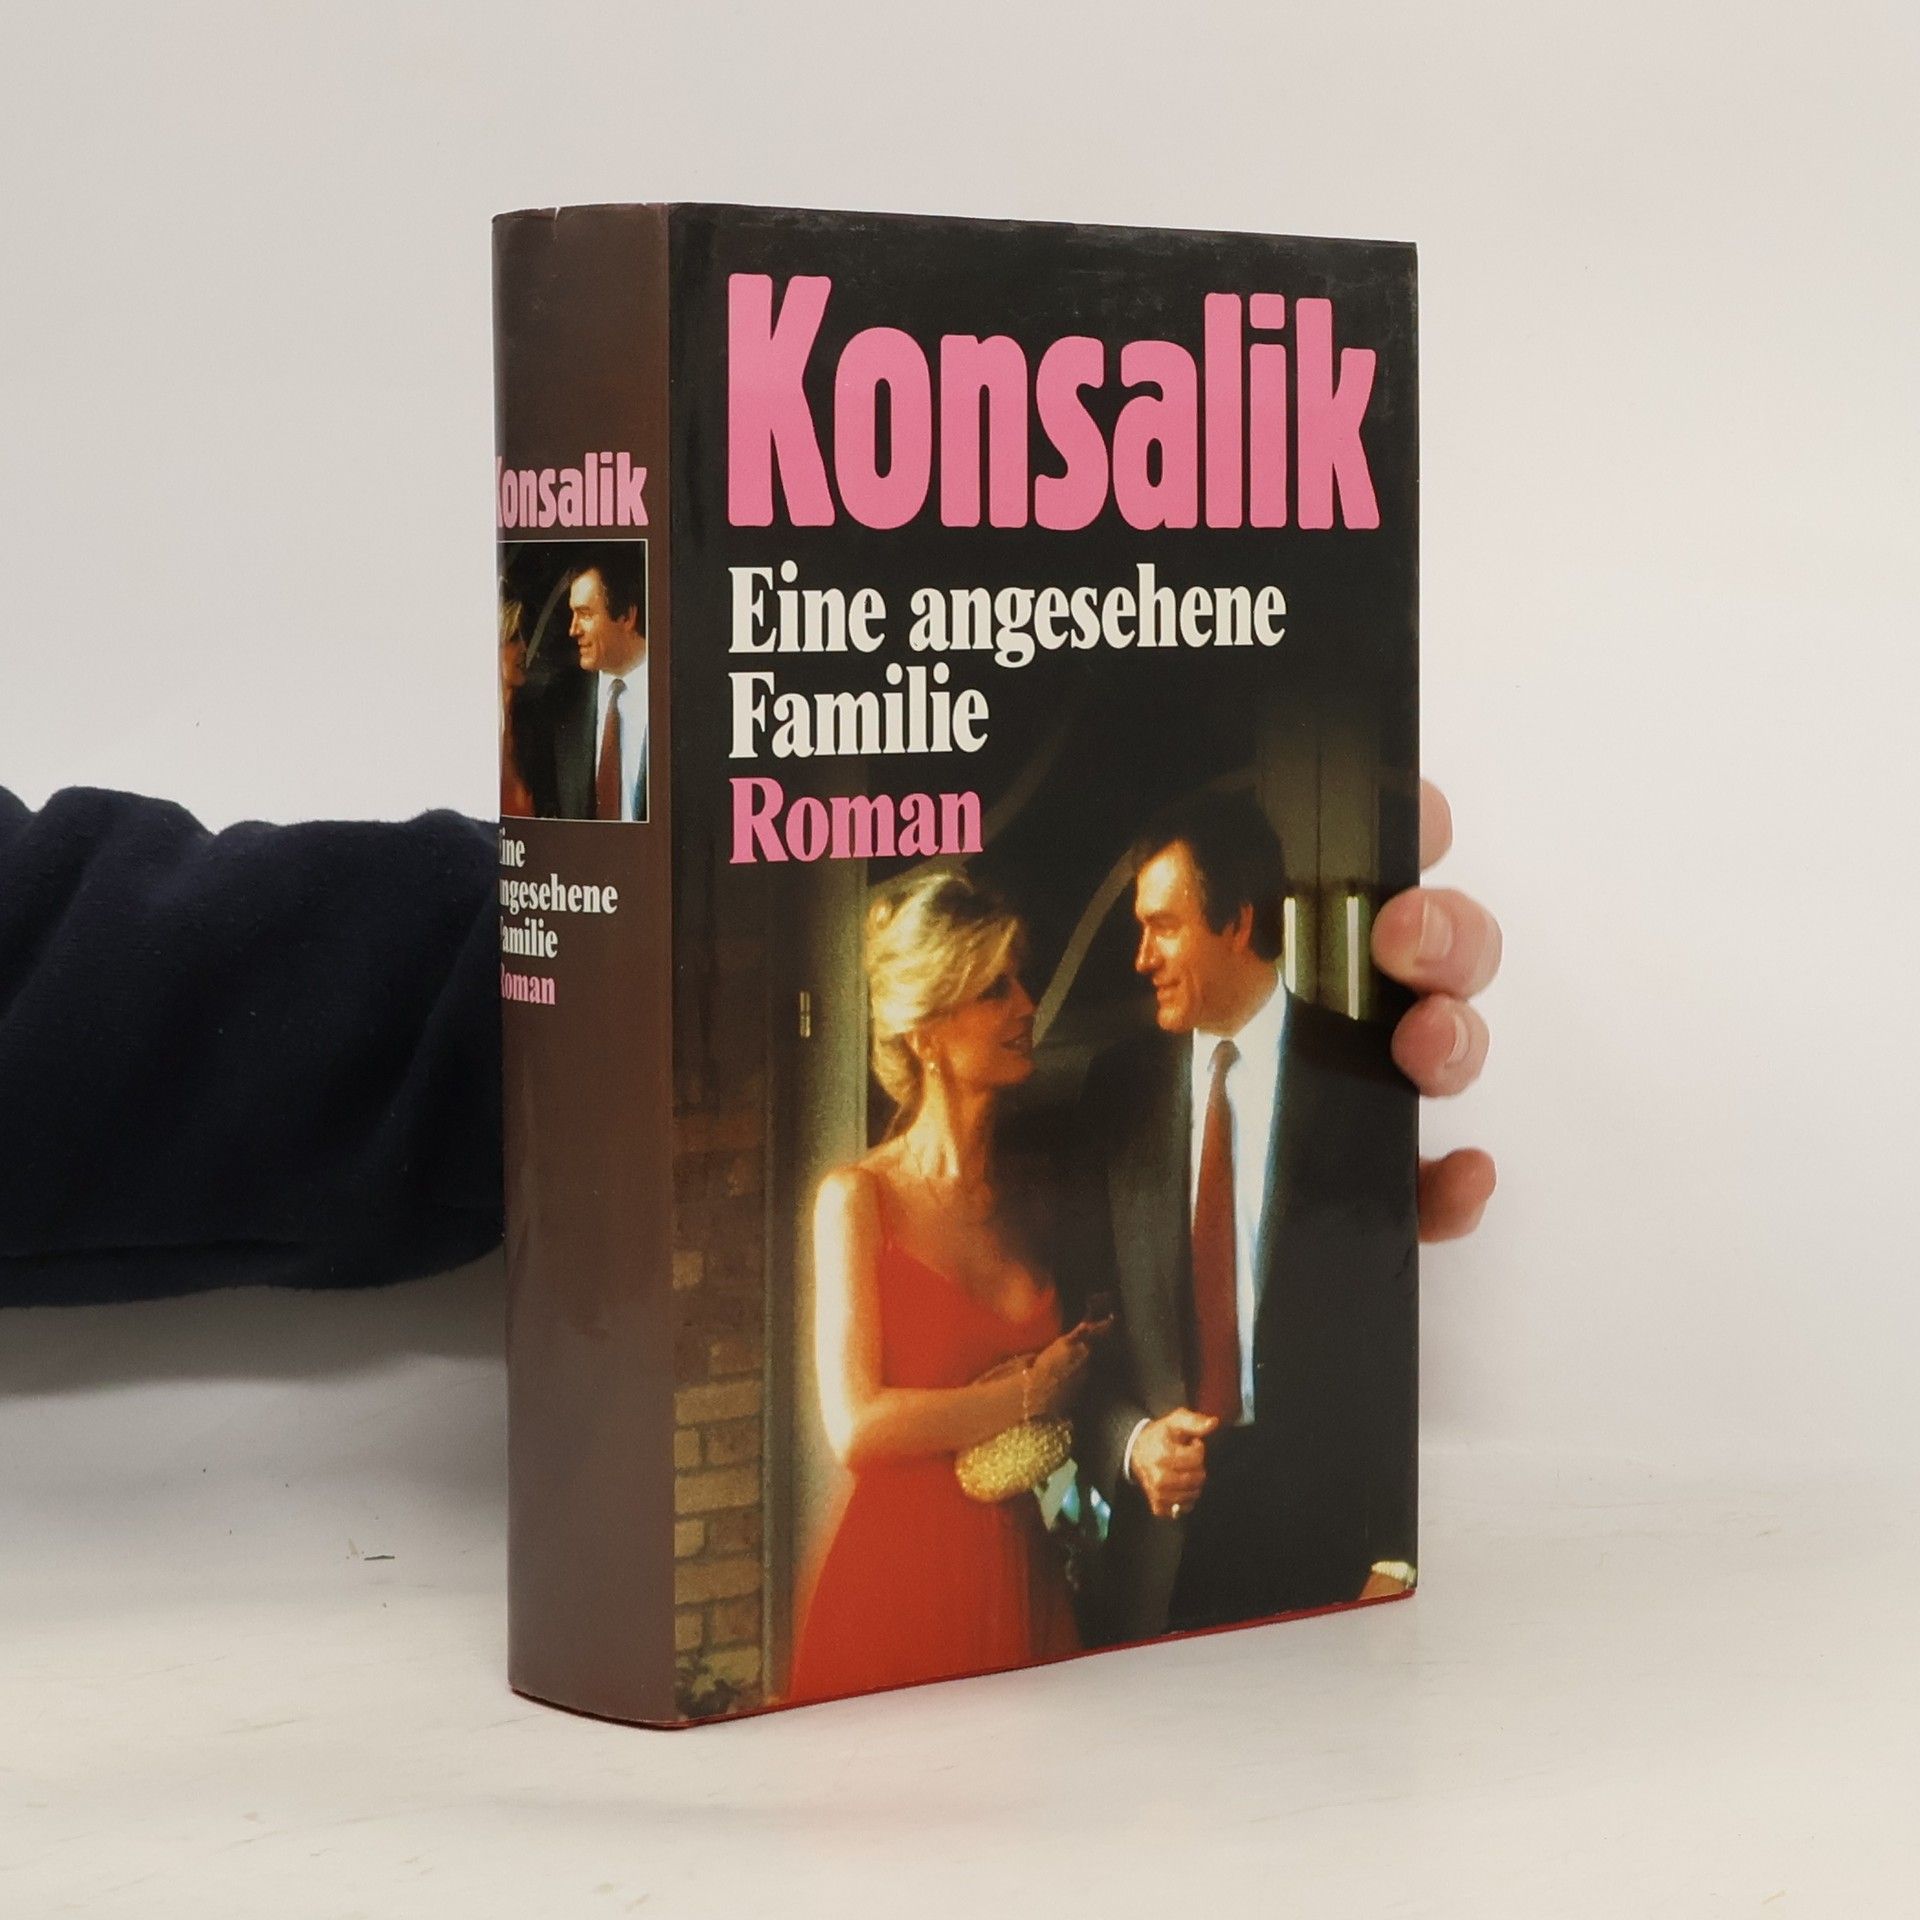 Konsalik
Eine angesehene
Familie
Roman
Konsalik
Eine
angesehene
Familie
Roman